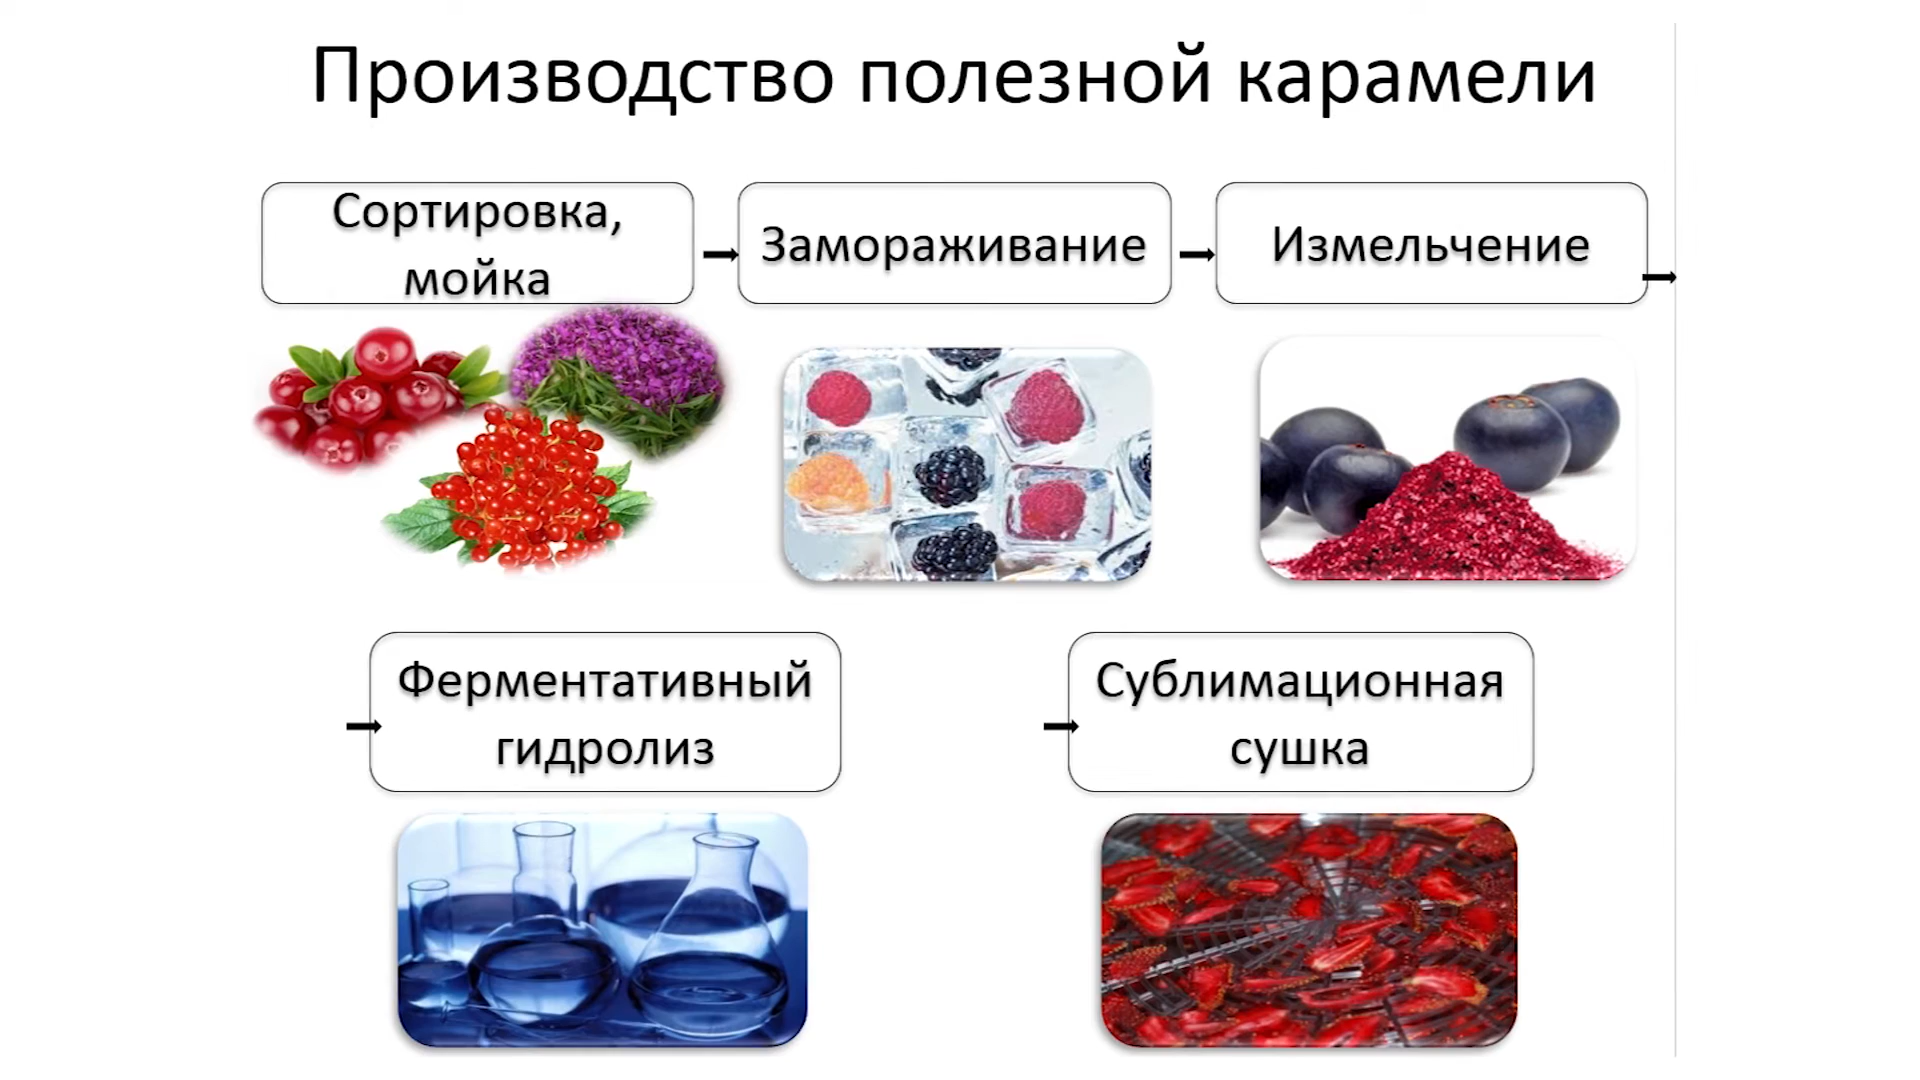 Производство полезной карамели
Сортировка,
мойка
Замораживание
Измельчение
Ферментативный
гидролиз
Сублимационная
сушка